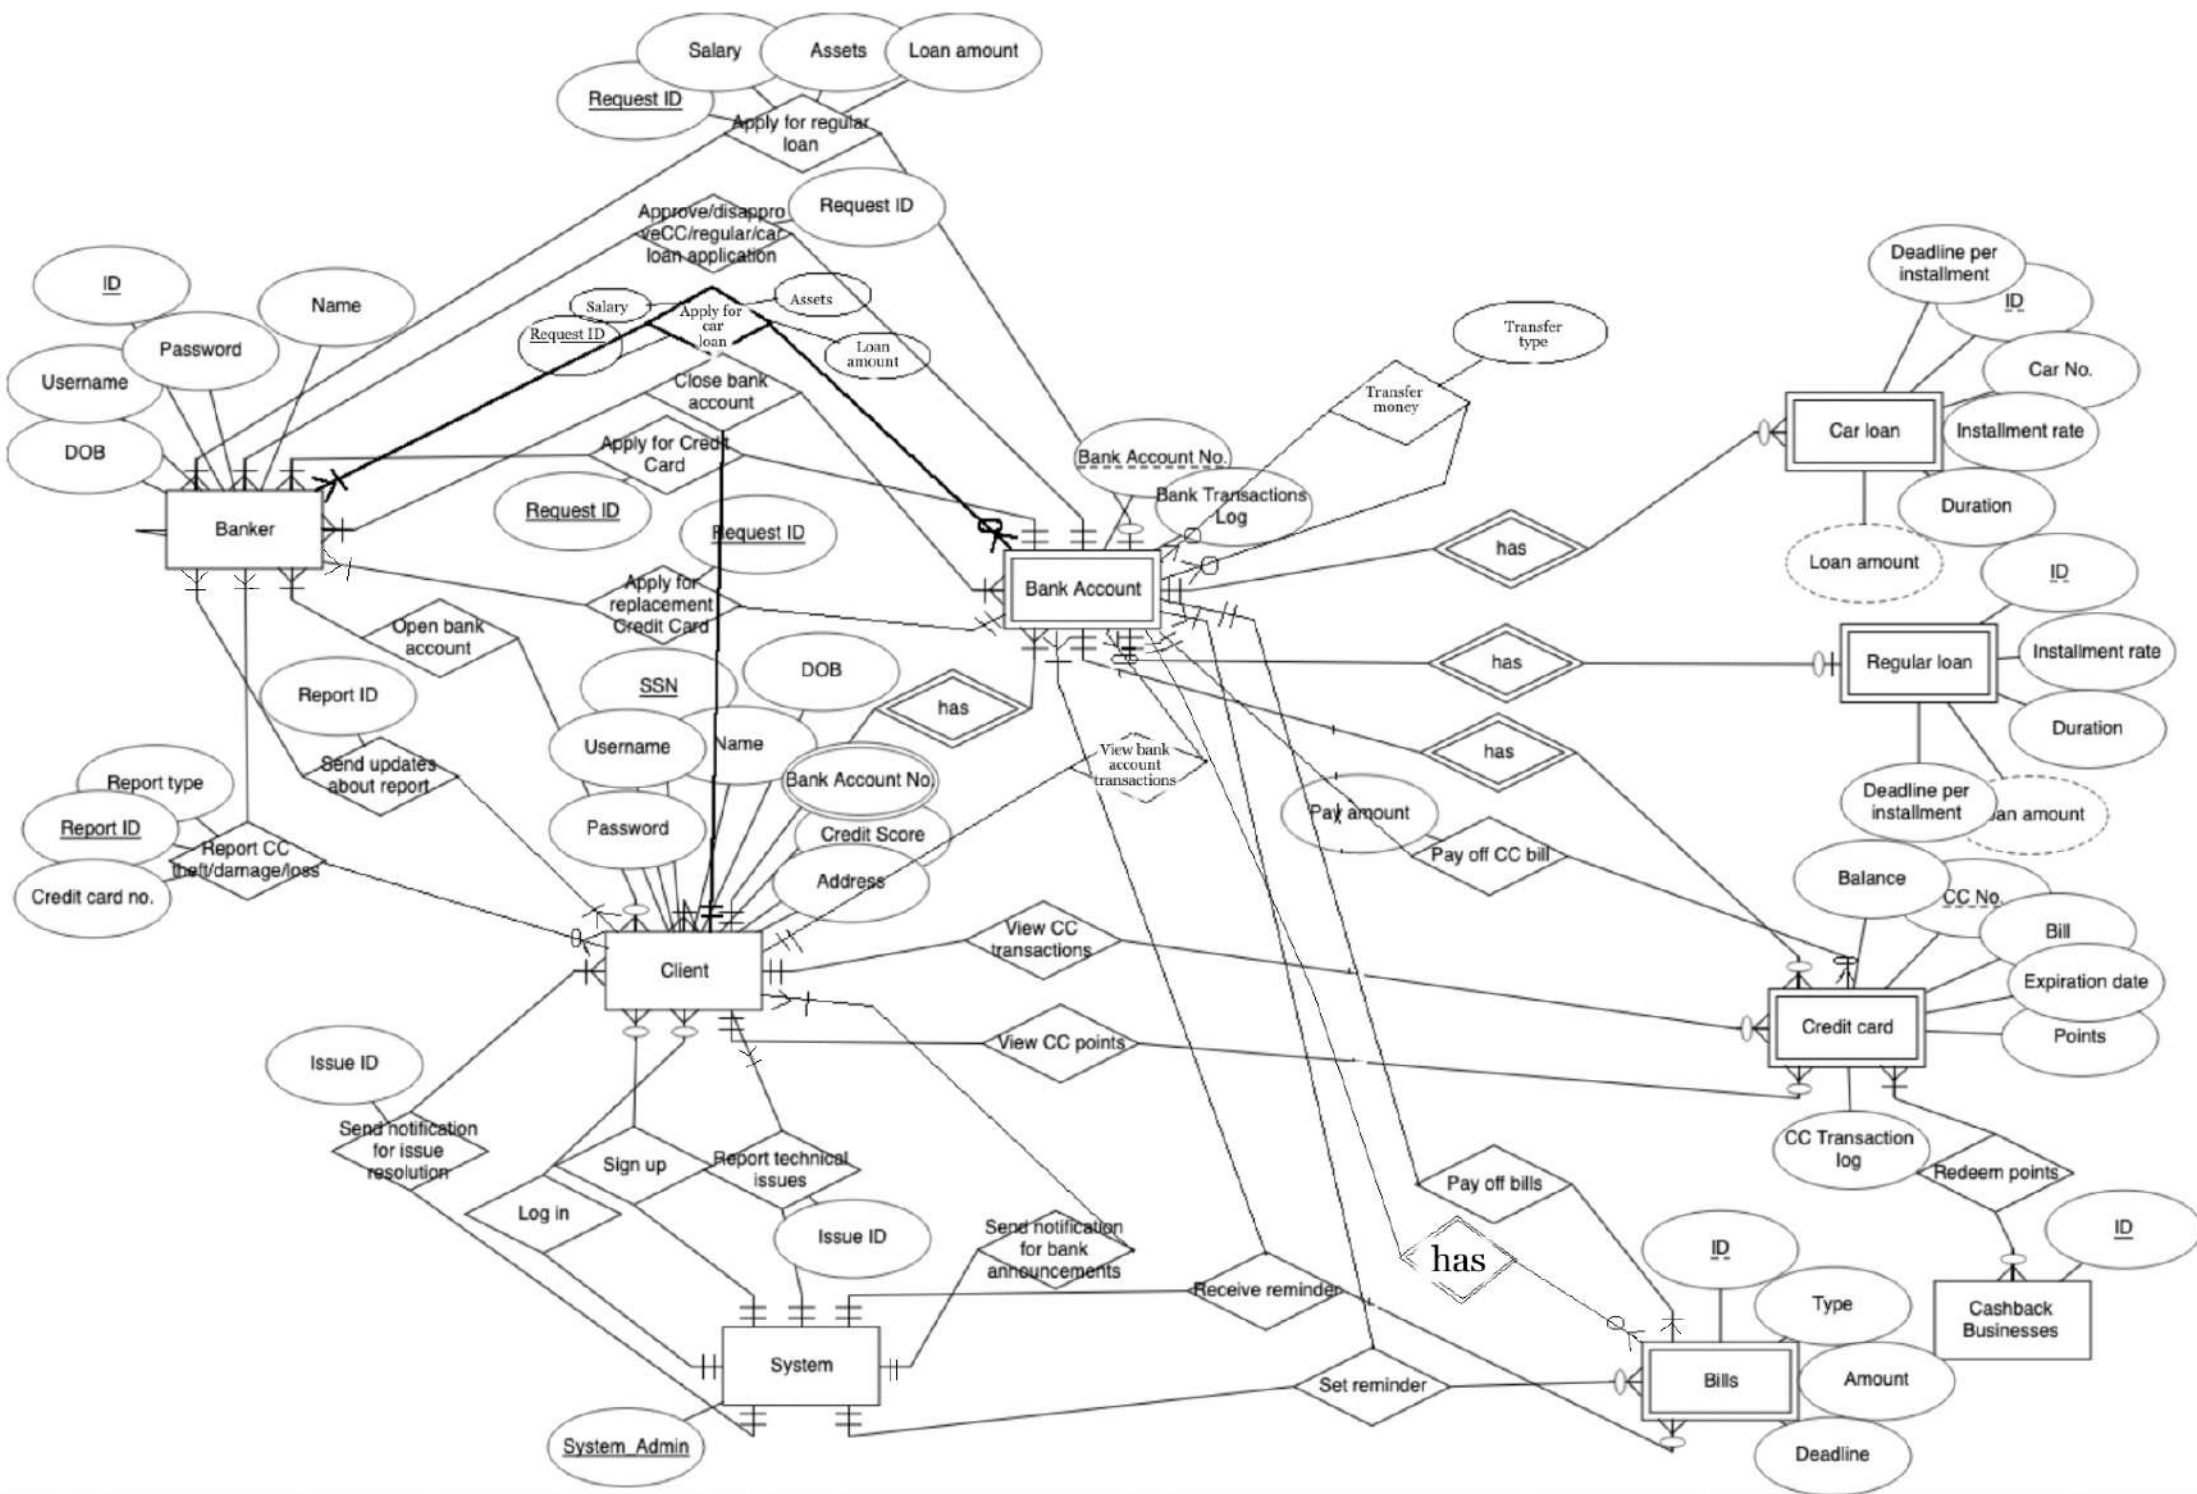 Salary
Assets
Loan amount
Request ID
Apply for regular
loan
Approve/disappro
veCC/regular/car
loan application
Request ID
Salary
Assets
Request ID
Apply for
car
loan
Loan
amount
Close bank
account
Apply for Credit
Card
Request ID
Request ID
Apply for
replacement
Credit Card
ID
Name
Password
Username
DOB
Banker
Open bank
account
Report ID
Send updates
about report
Report type
Report ID
Report CC
theft/damage/loss
Credit card no.
SSN
DOB
Username
Name
Bank Account No.
Password
Credit Score
Address
has
Client
Transfer
type
Transfer
money
Bank Account No.
Bank Transactions
Log
Bank Account
View bank
account
transactions
Deadline per
installment
ID
Car No.
Car loan
Installment rate
Duration
Loan amount
has
ID
Regular loan
Installment rate
Duration
Deadline per
installment
an amount
has
has
Pay amount
Pay off CC bill
Balance
CC No.
Bill
Expiration date
Points
Credit card
CC Transaction
log
Redeem points
View CC
transactions
View CC points
Issue ID
Send notification
for issue
resolution
Sign up
Report technical
issues
Log in
Issue ID
Send notification
for bank
announcements
Receive reminder
System
System_Admin
Set reminder
Pay off bills
has
ID
Type
Amount
Deadline
Bills
ID
Cashback
Businesses